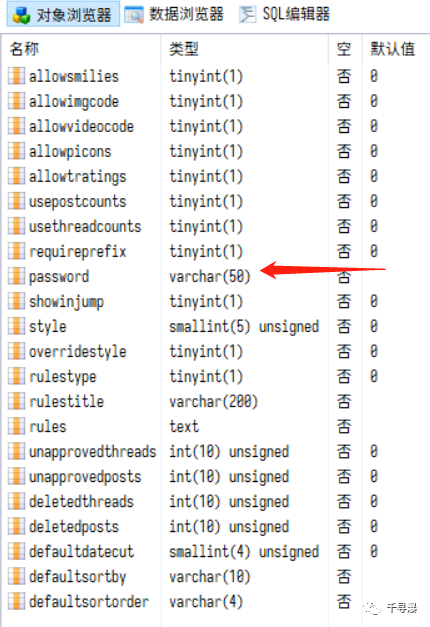 对象浏览器 数据浏览器 SQL编辑器
名称 类型 空 默认值
allowsmilies tinyint(1) 否 0
allowimgcode tinyint(1) 否 0
allowvideocode tinyint(1) 否 0
allowpicons tinyint(1) 否 0
allowtratings tinyint(1) 否 0
usepostcounts tinyint(1) 否 0
usethreadcounts tinyint(1) 否 0
requireprefix tinyint(1) 否 0
password varchar(50) 否
showinjump tinyint(1) 否 0
style smallint(5) unsigned 否 0
overridestyle tinyint(1) 否 0
rulestype tinyint(1) 否 0
rulestitle varchar(200) 否
rules text 否
unapprovedthreads int(10) unsigned 否 0
unapprovedposts int(10) unsigned 否 0
deletedthreads int(10) unsigned 否 0
deletedposts int(10) unsigned 否 0
defaultdatecut smallint(4) unsigned 否 0
defaultsortby varchar(10) 否
defaultsortorder varchar(4) 否
千寻瀑